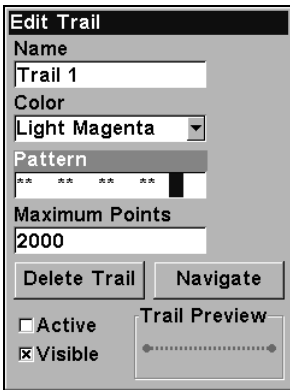 Edit Trail
Name
Trail 1
Color
Light Magenta
Pattern
** ** ** **
Maximum Points
2000
Delete Trail Navigate
Active
Visible
Trail Preview